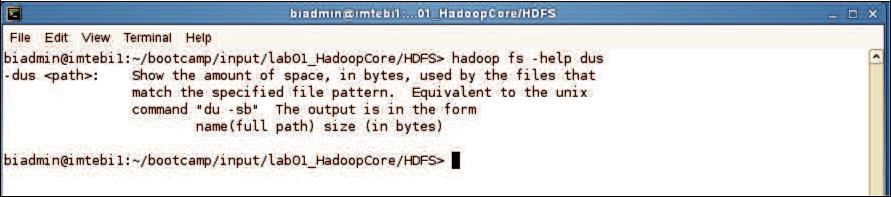 biadmin@imtebi1:...01_HadoopCore/HDFS
File Edit View Terminal Help
biadmin@imtebi1:~/bootcamp/input/lab01_HadoopCore/HDFS> hadoop fs -help dus
-dus <path>: Show the amount of space, in bytes, used by the files that
match the specified file pattern. Equivalent to the unix
command "du -sb" The output is in the form
name(full path) size (in bytes)
biadmin@imtebi1:~/bootcamp/input/lab01_HadoopCore/HDFS>